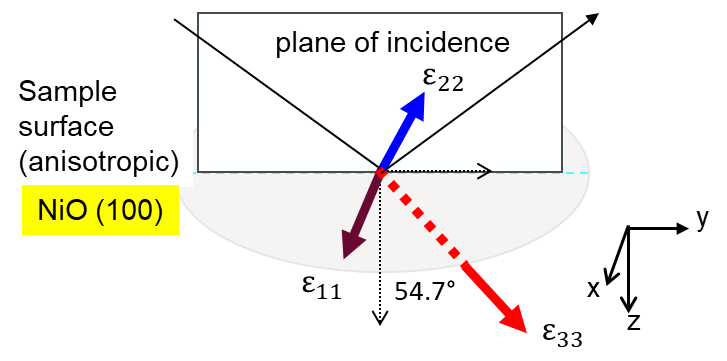 plane of incidence
ε22
Sample
surface
(anisotropic)
NiO (100)
ε11
54.7°
ε33
y
x
z